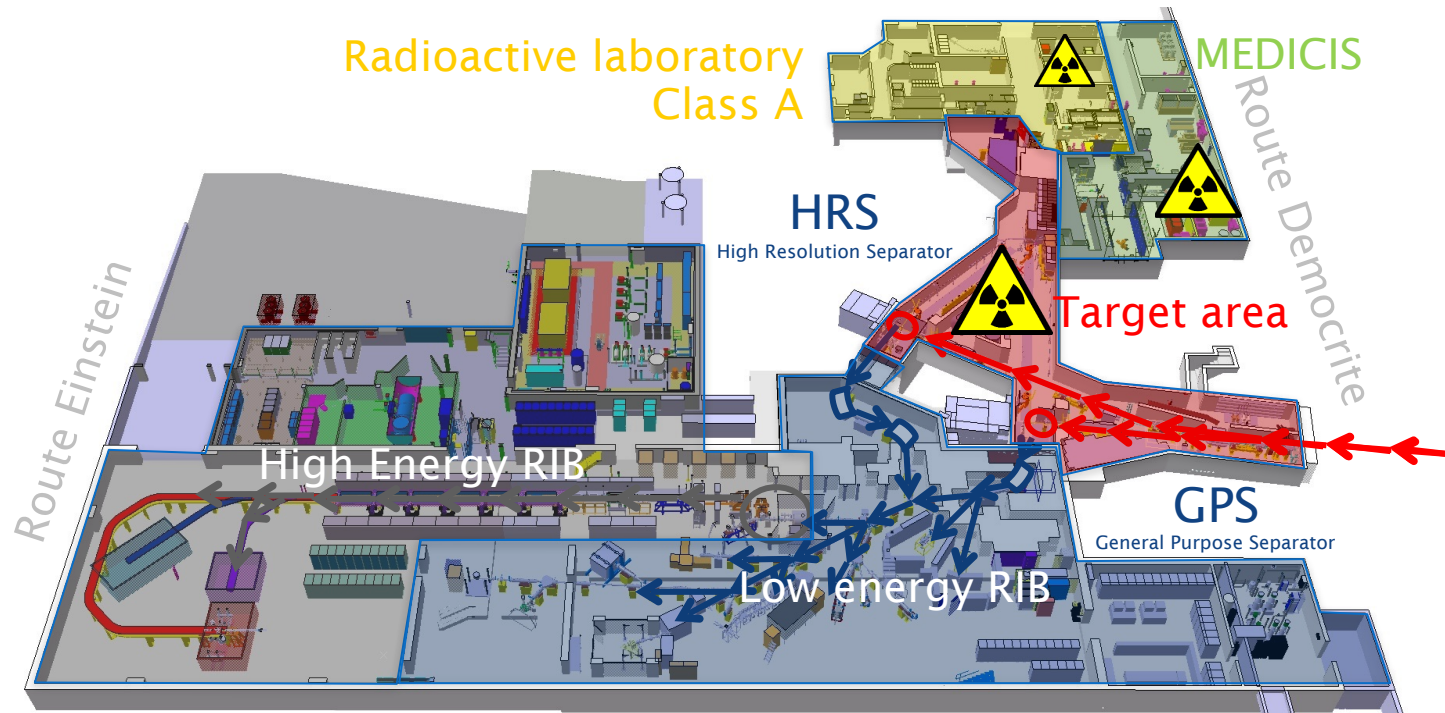 Radioactive laboratory
Class A
MEDICIS
Route Democrite
HRS
High Resolution Separator
Target area
Route Einstein
High Energy RIB
GPS
General Purpose Separator
Low energy RIB